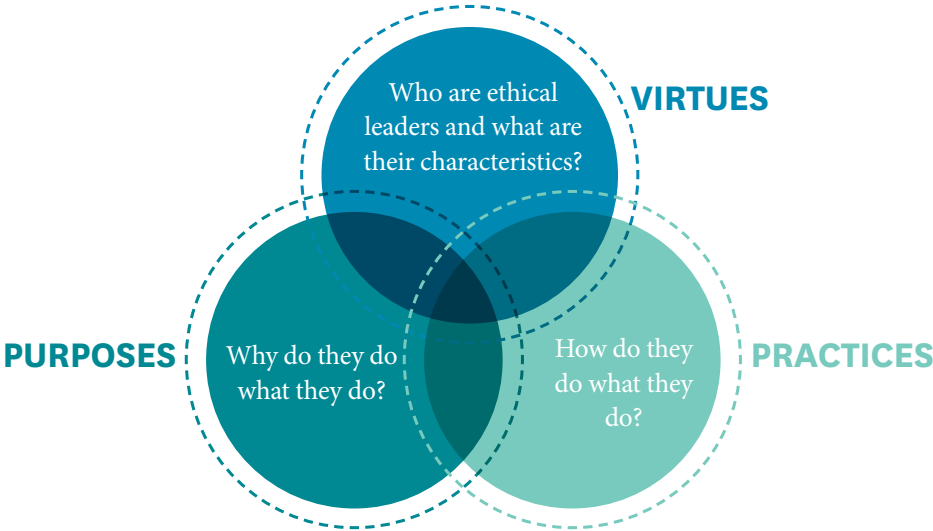 Who are ethical
leaders and what are
their characteristics?
VIRTUES
PURPOSES
Why do they do
what they do?
How do they
do what they
do?
PRACTICES